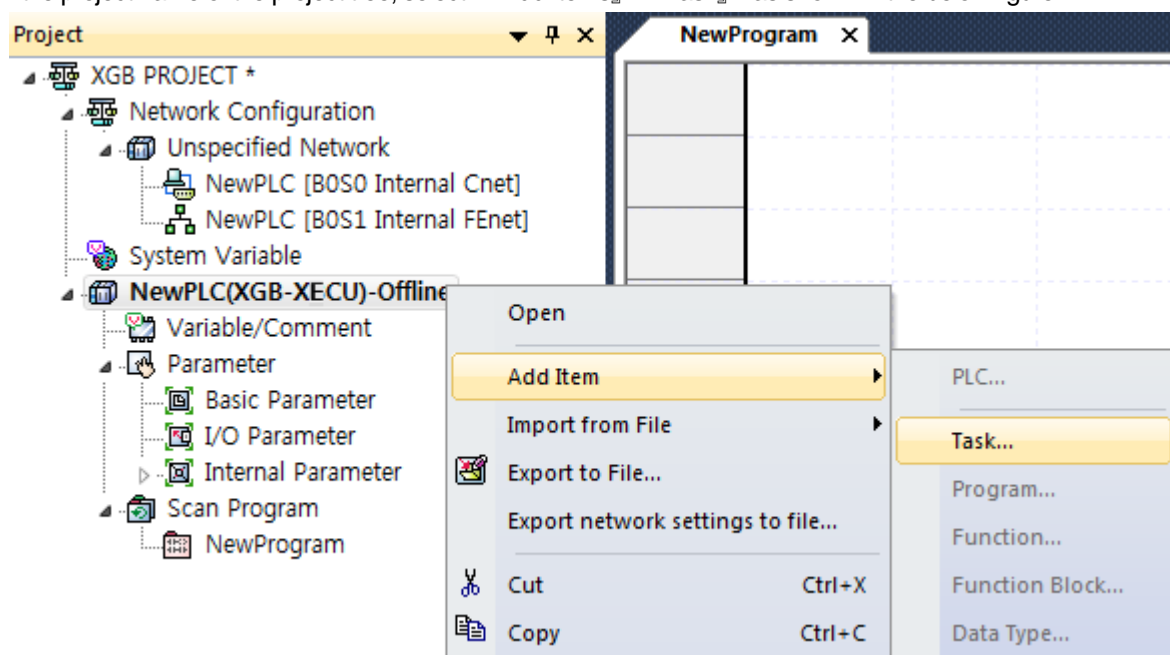 Project
NewProgram
XGB PROJECT *
Network Configuration
Unspecified Network
NewPLC [B0S0 Internal Cnet]
NewPLC [B0S1 Internal FEnet]
System Variable
NewPLC(XGB-XECU)-Offline
Variable/Comment
Parameter
Basic Parameter
I/O Parameter
Internal Parameter
Scan Program
NewProgram
Open
Add Item
Import from File
Export to File...
Export network settings to file...
Cut Ctrl+X
Copy Ctrl+C
PLC...
Task...
Program...
Function...
Function Block...
Data Type...